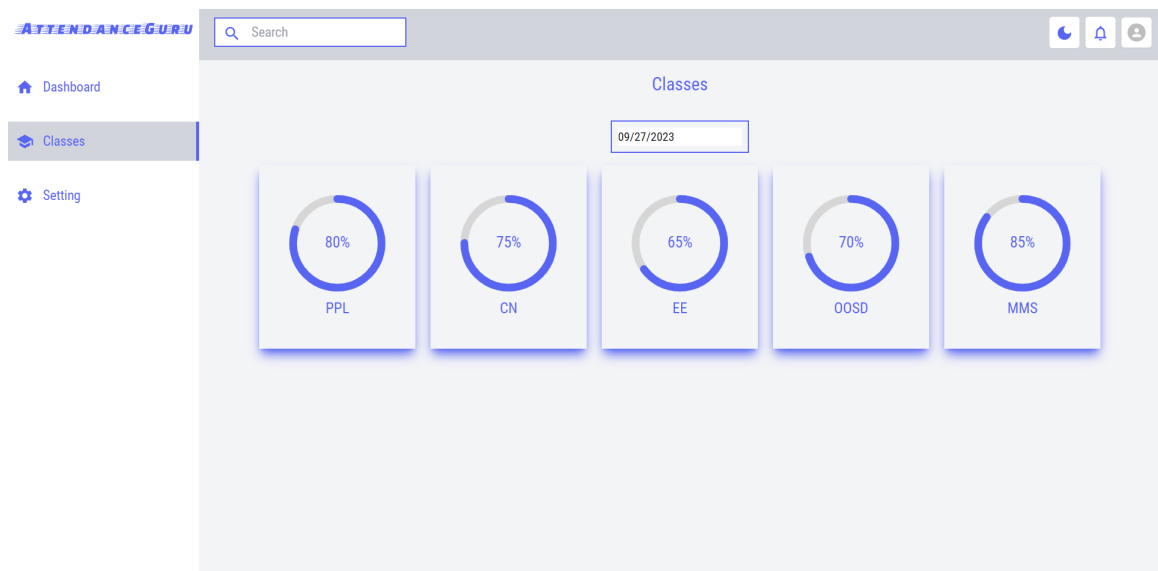 AttendanceGuru
Search
Dashboard
Classes
Setting
Classes
09/27/2023
80%
PPL
75%
CN
65%
EE
70%
OOSD
85%
MMS